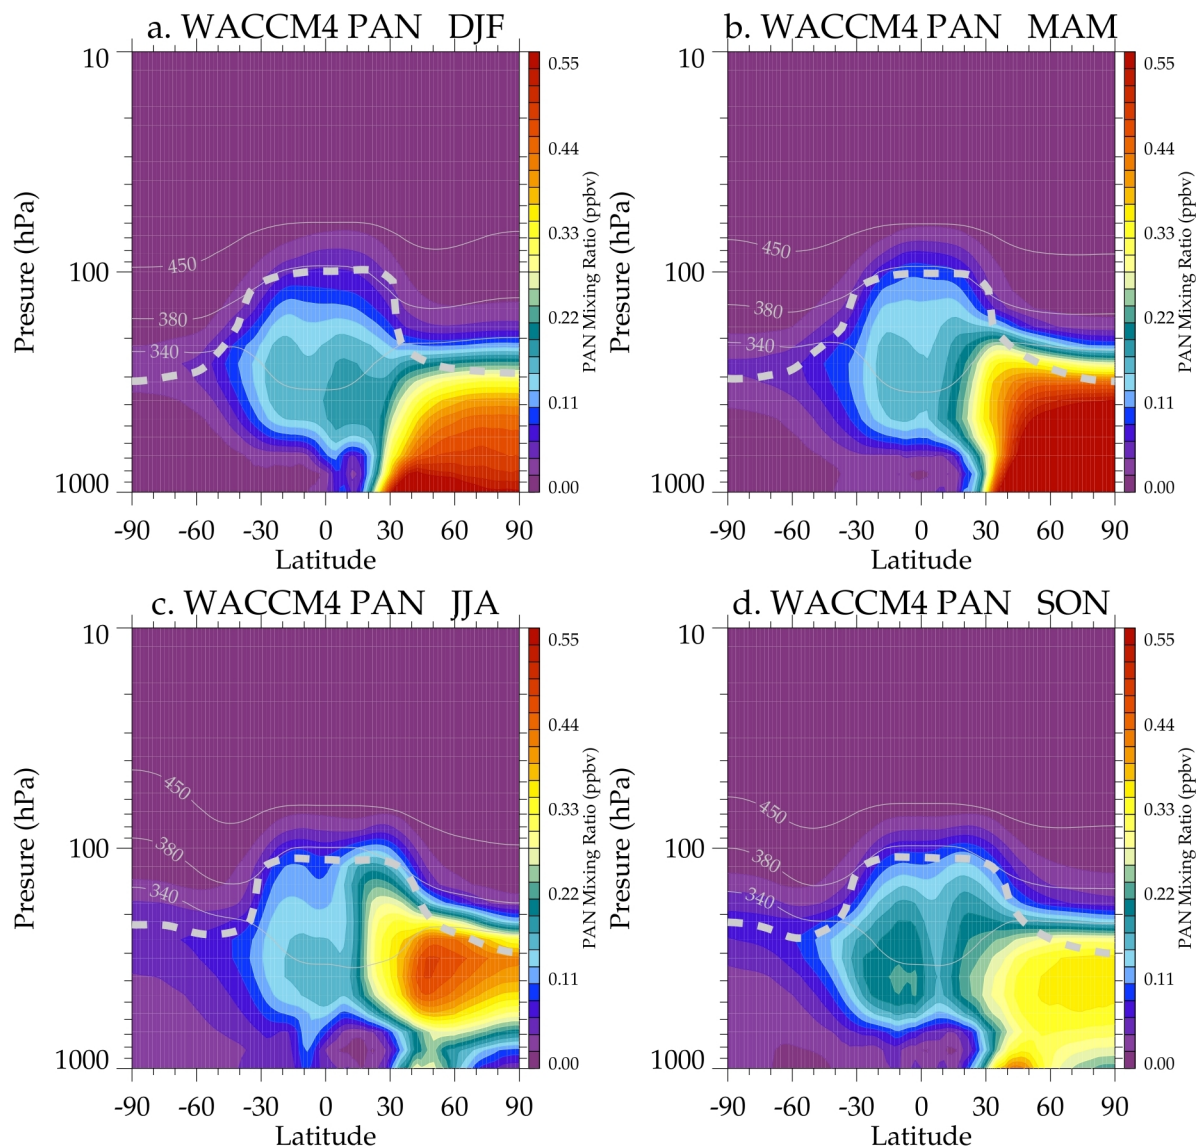 a. WACCM4 PAN DJF
10
100
1000
Presure (hPa)
450
380
340
-90 -60 -30 0 30 60 90
Latitude
0.55
0.44
0.33
0.22
0.11
0.00
PAN Mixing Ratio (ppbv)
b. WACCM4 PAN MAM
10
100
1000
Presure (hPa)
450
380
340
-90 -60 -30 0 30 60 90
Latitude
0.55
0.44
0.33
0.22
0.11
0.00
PAN Mixing Ratio (ppbv)
c. WACCM4 PAN JJA
10
100
1000
Presure (hPa)
450
380
340
-90 -60 -30 0 30 60 90
Latitude
0.55
0.44
0.33
0.22
0.11
0.00
PAN Mixing Ratio (ppbv)
d. WACCM4 PAN SON
10
100
1000
Presure (hPa)
450
380
340
-90 -60 -30 0 30 60 90
Latitude
0.55
0.44
0.33
0.22
0.11
0.00
PAN Mixing Ratio (ppbv)